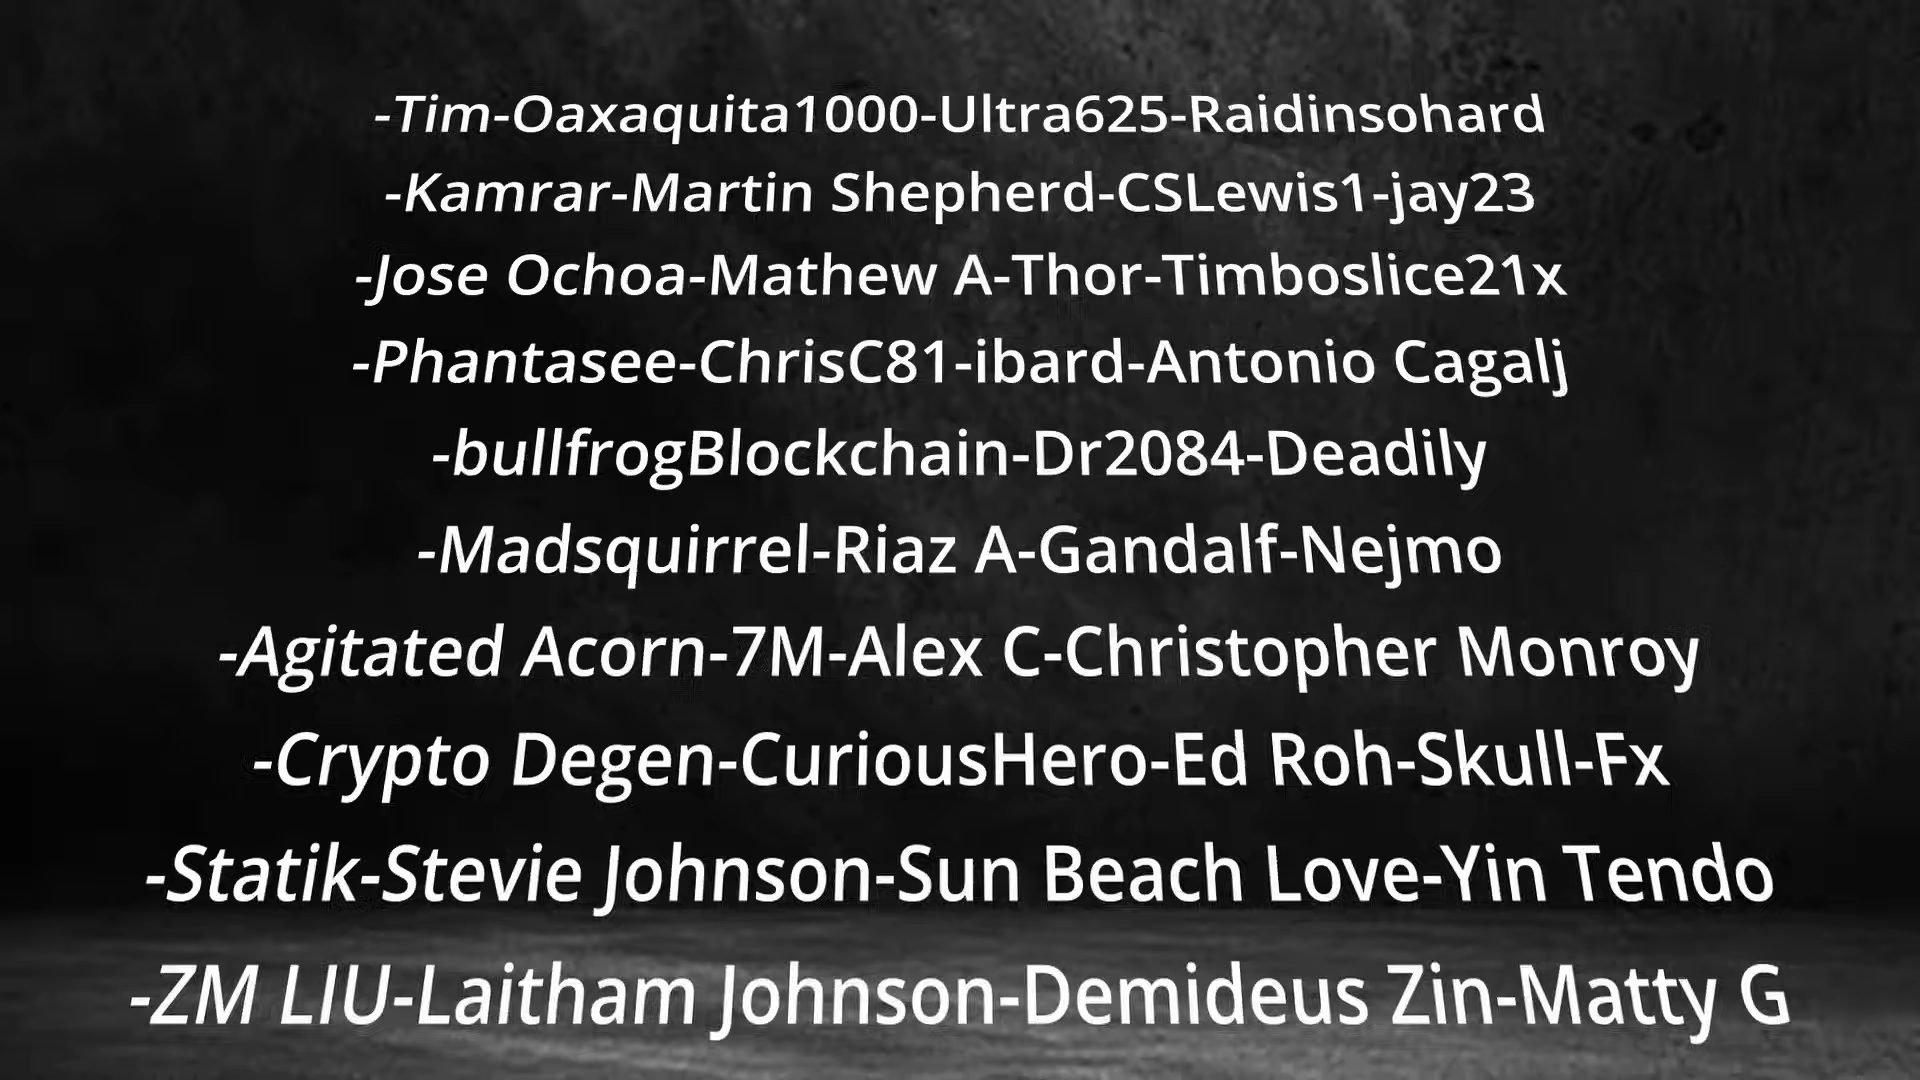 -Tim-Oaxaquita1000-Ultra625-Raidinsohard
-Kamrar-Martin Shepherd-CSLewis1-jay23
-Jose Ochoa-Mathew A-Thor-Timboslice21x
-Phantasee-ChrisC81-ibard-Antonio Cagalj
-bullfrogBlockchain-Dr2084-Deadily
-Madsquirrel-Riaz A-Gandalf-Nejmo
-Agitated Acorn-7M-Alex C-Christopher Monroy
-Crypto Degen-CuriousHero-Ed Roh-Skull-Fx
-Statik-Stevie Johnson-Sun Beach Love-Yin Tendo
-ZM LIU-Laitham Johnson-Demideus Zin-Matty G